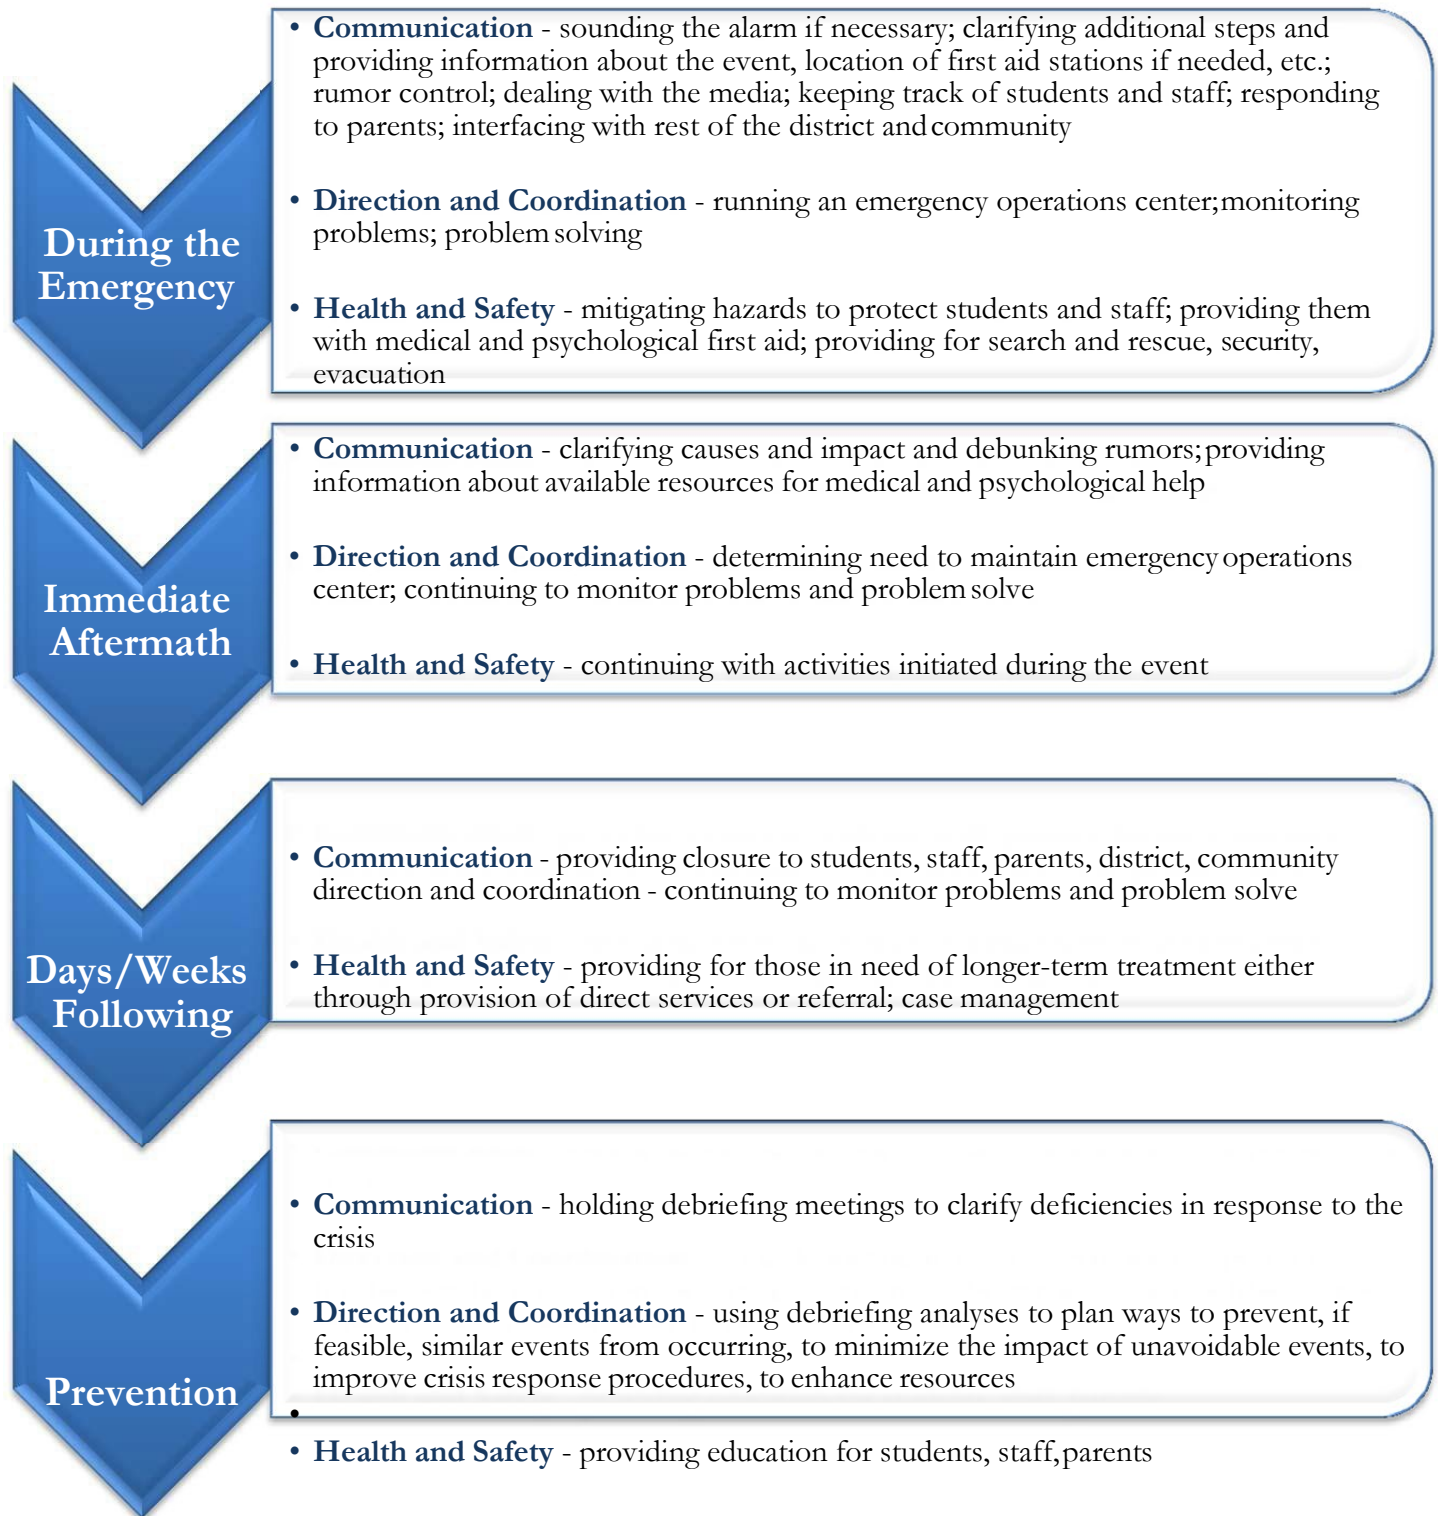 • Communication - sounding the alarm if necessary; clarifying additional steps and
providing information about the event, location of first aid stations if needed, etc.;
rumor control; dealing with the media; keeping track of students and staff; responding
to parents; interfacing with rest of the district and community
• Direction and Coordination - running an emergency operations center; monitoring
problems; problem solving
During the
Emergency
• Health and Safety - mitigating hazards to protect students and staff; providing them
with medical and psychological first aid; providing for search and rescue, security,
evacuation
• Communication - clarifying causes and impact and debunking rumors; providing
information about available resources for medical and psychological help
• Direction and Coordination - determining need to maintain emergency operations
center; continuing to monitor problems and problem solve
Immediate
Aftermath
• Health and Safety - continuing with activities initiated during the event
• Communication - providing closure to students, staff, parents, district, community
direction and coordination - continuing to monitor problems and problem solve
Days/Weeks
Following
• Health and Safety - providing for those in need of longer-term treatment either
through provision of direct services or referral; case management
• Communication - holding debriefing meetings to clarify deficiencies in response to the
crisis
• Direction and Coordination - using debriefing analyses to plan ways to prevent, if
feasible, similar events from occurring, to minimize the impact of unavoidable events, to
improve crisis response procedures, to enhance resources
Prevention
•
• Health and Safety - providing education for students, staff, parents